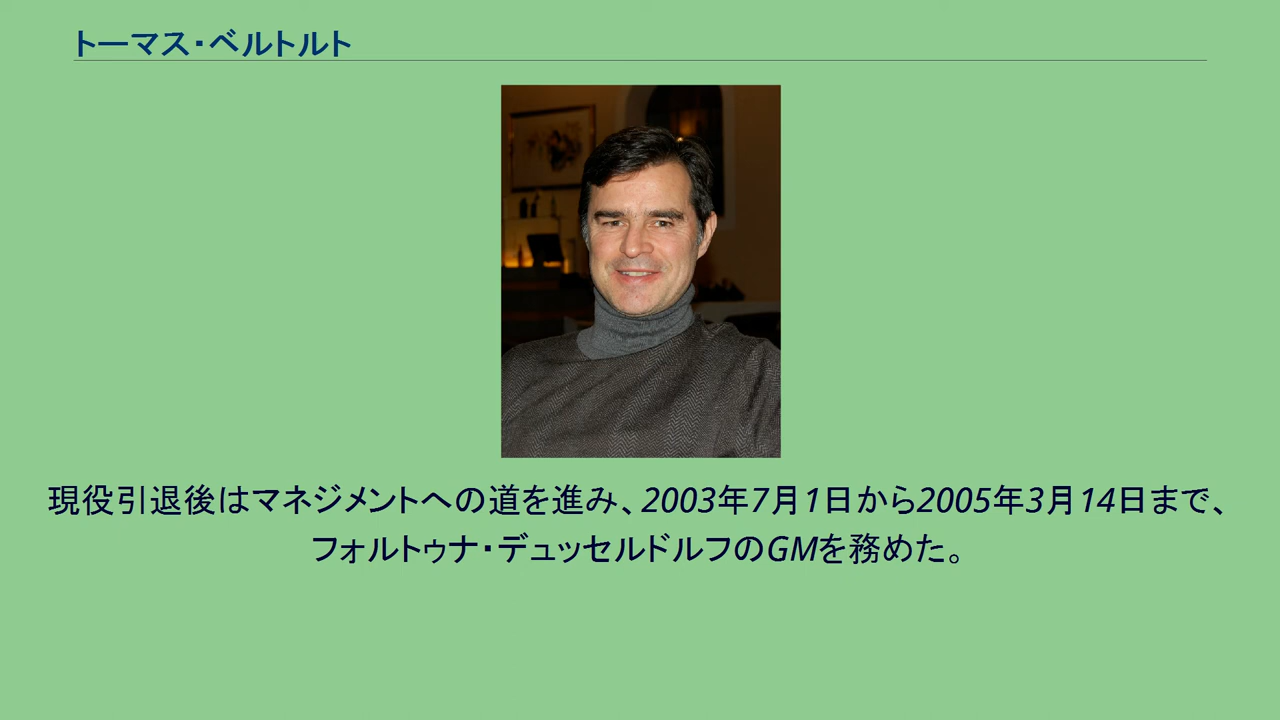 トーマス・ベルトルト
現役引退後はマネジメントへの道を進み、2003年7月1日から2005年3月14日まで、
フォルトゥナ・デュッセルドルフのGMを務めた。